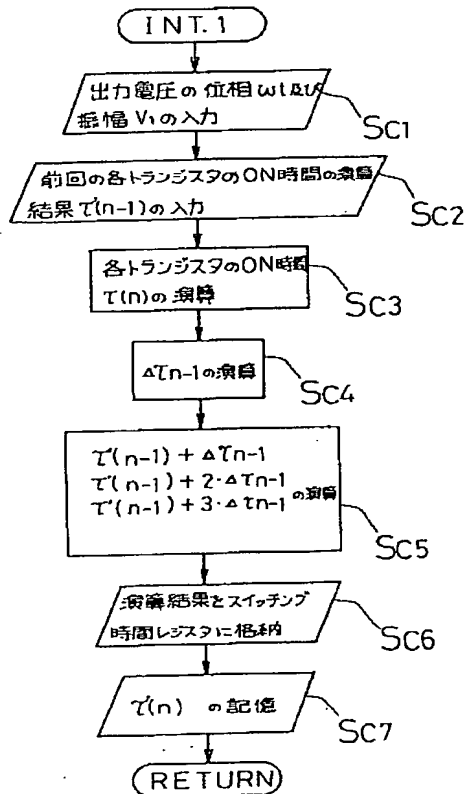 INT.1
出力電圧の位相ωt及び
振幅V₁の入力
SC1
前回の各トランジスタのON時間の演算
結果τ(n-1)の入力
SC2
各トランジスタのON時間
τ(n)の演算
SC3
Δτn-1の演算
SC4
τ(n-1)+Δτn-1
τ(n-1)+2・Δτn-1
τ(n-1)+3・Δτn-1の演算
SC5
演算結果をスイッチング
時間レジスタに格納
SC6
τ(n) の記憶
SC7
RETURN